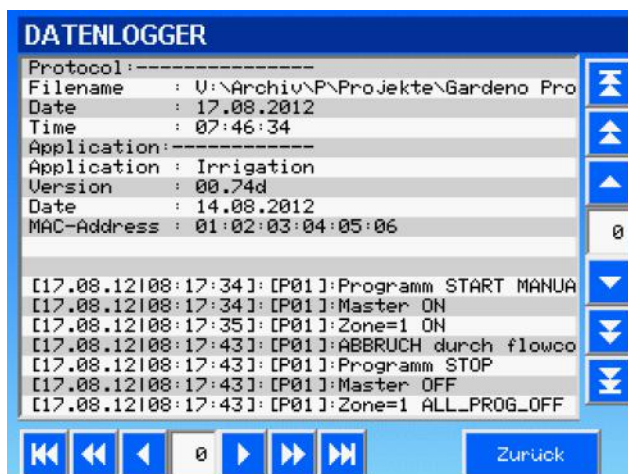 DATENLOGGER
Protocol:---------------
Filename : V:\Archiv\P\Projekte\Gardeno Pro
Date : 17.08.2012
Time : 07:46:34
Application:------------
Application : Irrigation
Version : 00.74d
Date : 14.08.2012
MAC-Address : 01:02:03:04:05:06
0
[17.08.12|08:17:34]:[P01]:Programm START MANUA
[17.08.12|08:17:34]:[P01]:Master ON
[17.08.12|08:17:35]:[P01]:Zone=1 ON
[17.08.12|08:17:43]:[P01]:ABBRUCH durch flowco
[17.08.12|08:17:43]:[P01]:Programm STOP
[17.08.12|08:17:43]:[P01]:Master OFF
[17.08.12|08:17:43]:[P01]:Zone=1 ALL_PROG_OFF
0
Zurück